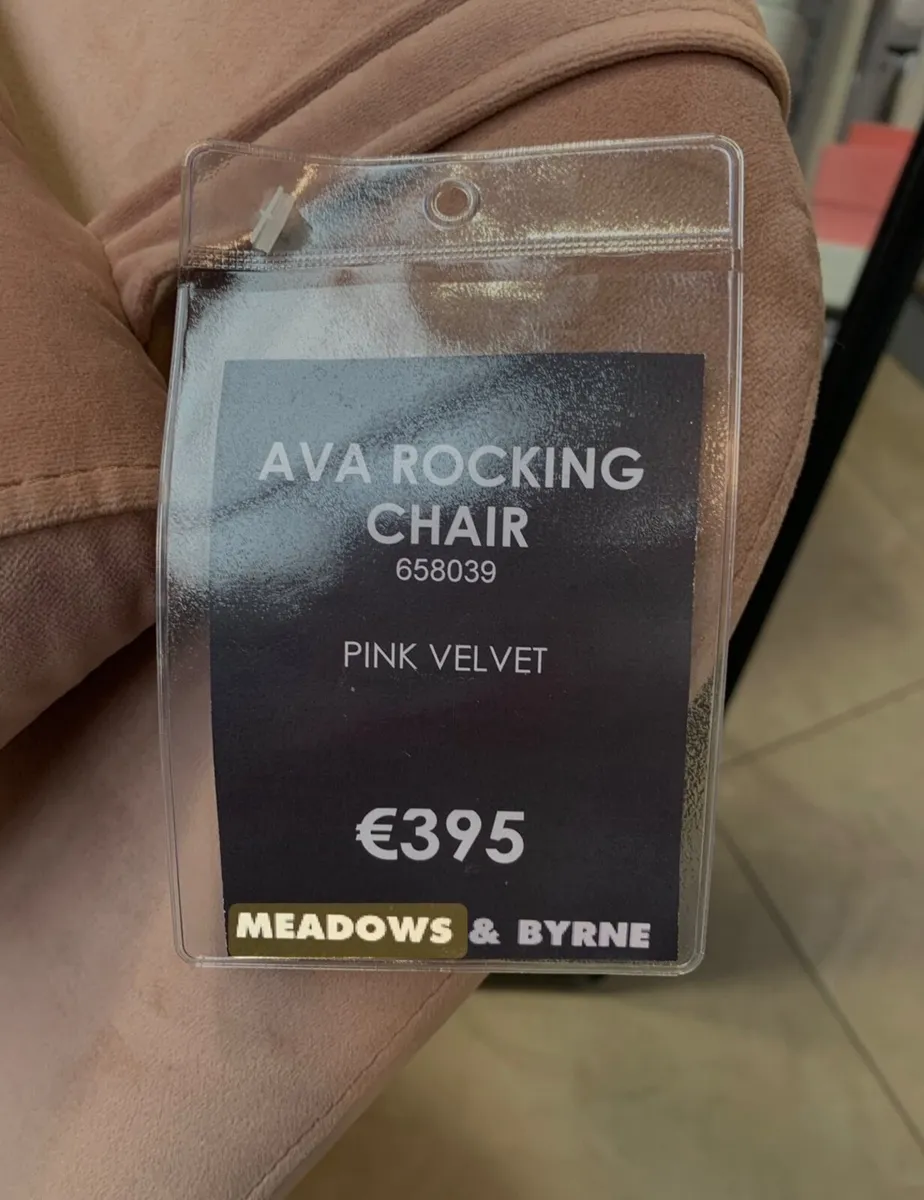 AVA ROCKING
CHAIR
658039
PINK VELVET
€395
MEADOWS & BYRNE